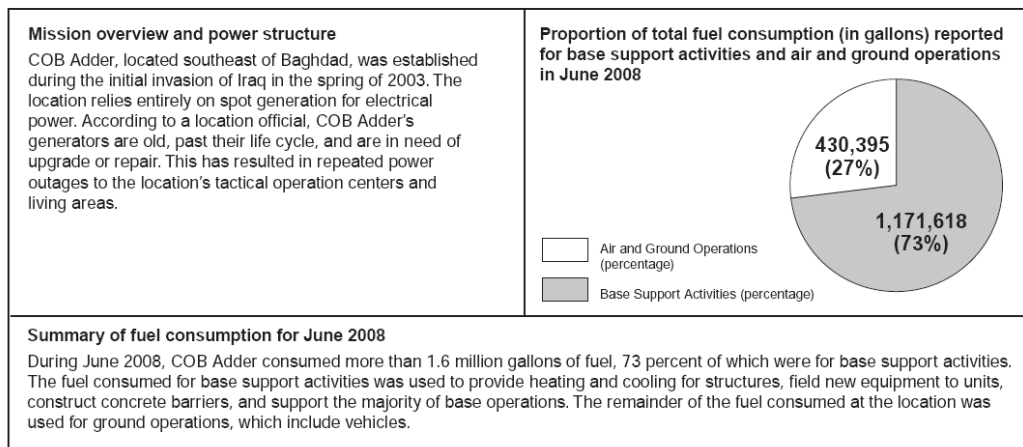 Mission overview and power structure
COB Adder, located southeast of Baghdad, was established
during the initial invasion of Iraq in the spring of 2003. The
location relies entirely on spot generation for electrical
power. According to a location official, COB Adder's
generators are old, past their life cycle, and are in need of
upgrade or repair. This has resulted in repeated power
outages to the location's tactical operation centers and
living areas.
Proportion of total fuel consumption (in gallons) reported
for base support activities and air and ground operations
in June 2008
430,395
(27%)
1,171,618
(73%)
Air and Ground Operations
(percentage)
Base Support Activities (percentage)
Summary of fuel consumption for June 2008
During June 2008, COB Adder consumed more than 1.6 million gallons of fuel, 73 percent of which were for base support activities.
The fuel consumed for base support activities was used to provide heating and cooling for structures, field new equipment to units,
construct concrete barriers, and support the majority of base operations. The remainder of the fuel consumed at the location was
used for ground operations, which include vehicles.